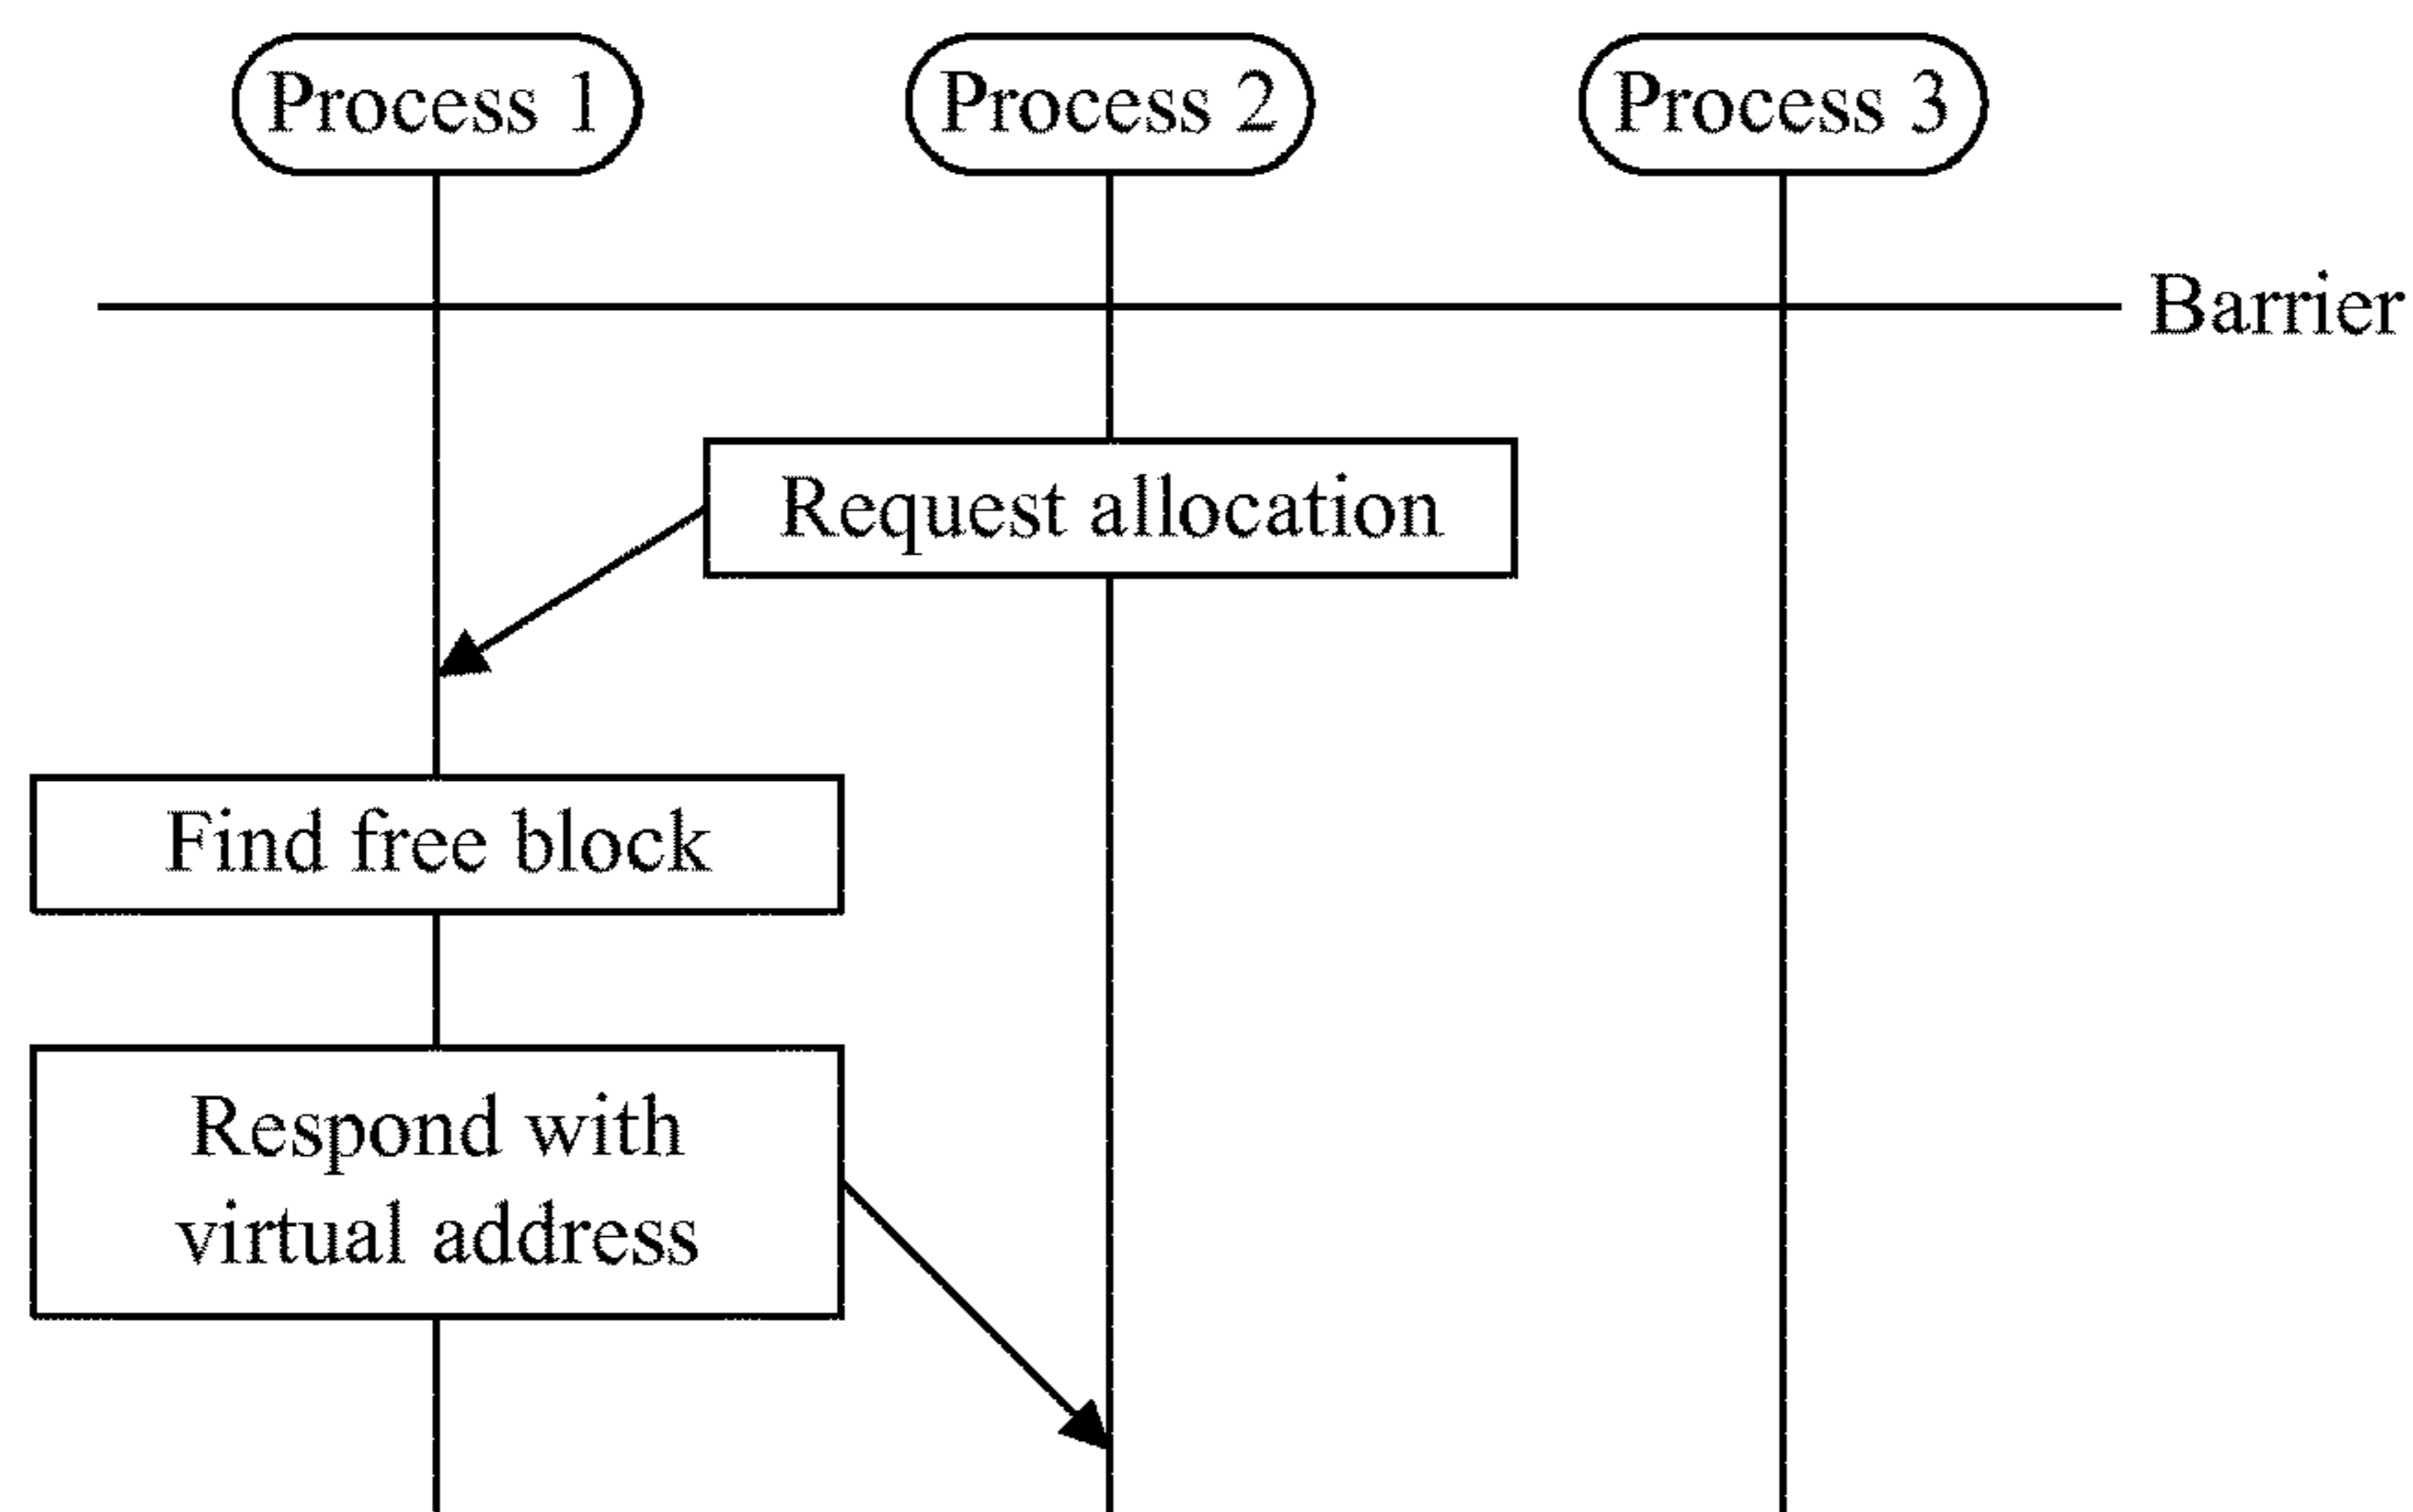 Process 1
Process 2
Process 3
Barrier
Request allocation
Find free block
Respond with
virtual address